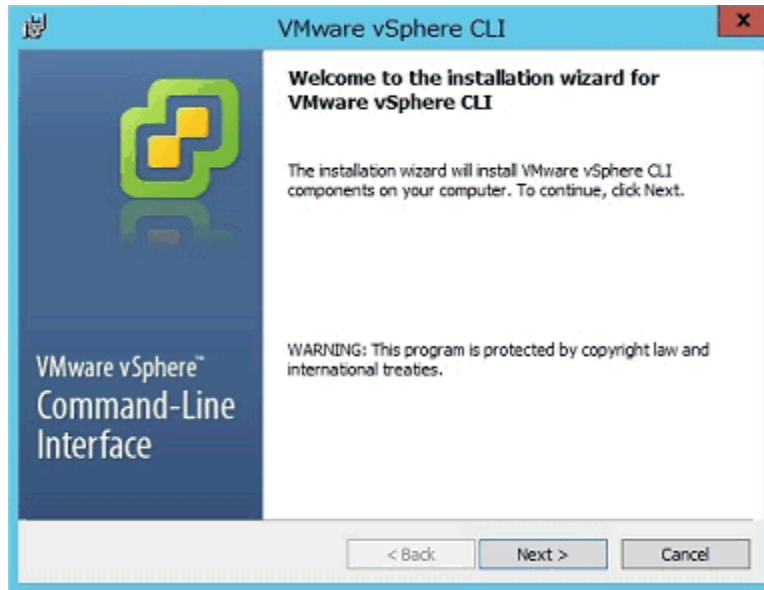 VMware vSphere CLI
x
Welcome to the installation wizard for
VMware vSphere CLI
The installation wizard will install VMware vSphere CLI
components on your computer. To continue, click Next.
WARNING: This program is protected by copyright law and
international treaties.
VMware vSphere™
Command-Line
Interface
< Back
Next >
Cancel